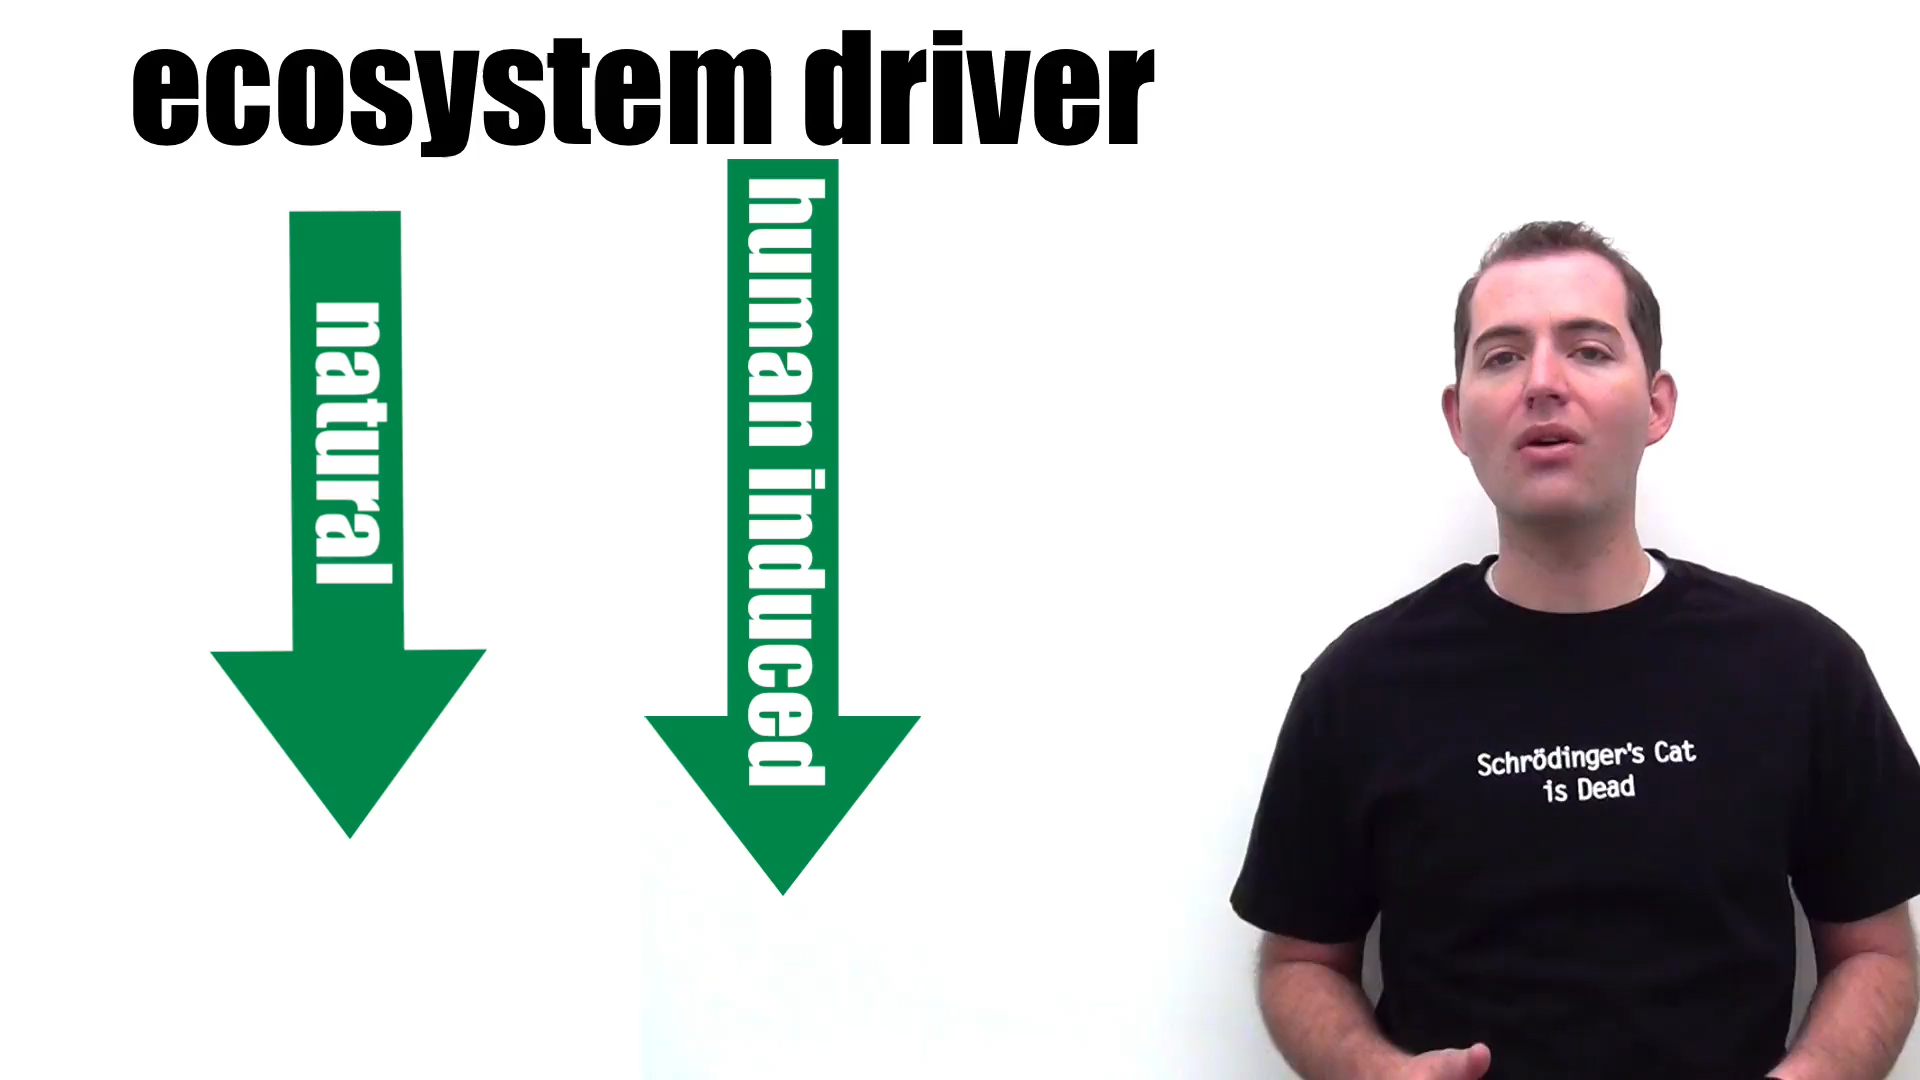 ecosystem driver
natural
human induced
Schrödinger's Cat
is Dead